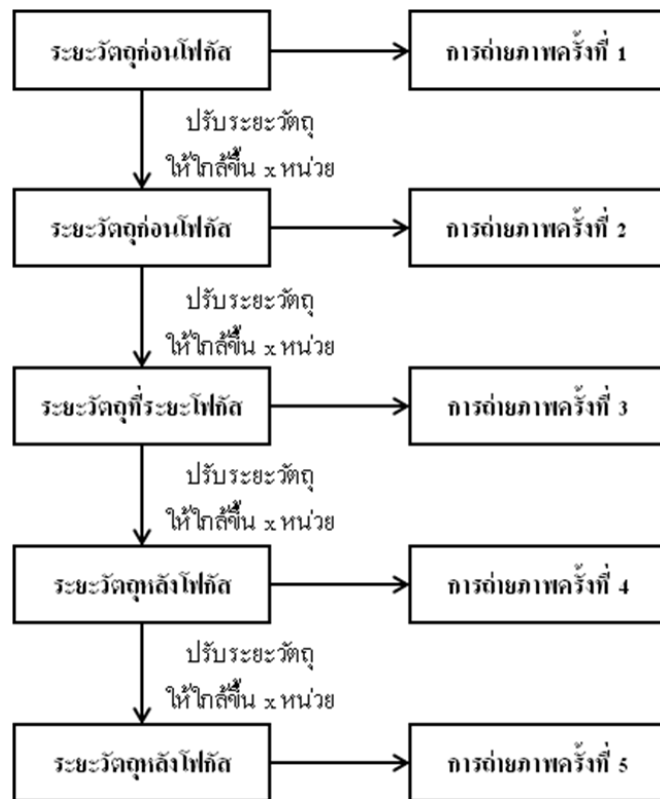 ระยะวัตถุก่อนโฟกัส
การถ่ายภาพครั้งที่ 1
ปรับระยะวัตถุ
ให้ใกล้ขึ้น x หน่วย
ระยะวัตถุก่อนโฟกัส
การถ่ายภาพครั้งที่ 2
ปรับระยะวัตถุ
ให้ใกล้ขึ้น x หน่วย
ระยะวัตถุที่ระยะโฟกัส
การถ่ายภาพครั้งที่ 3
ปรับระยะวัตถุ
ให้ใกล้ขึ้น x หน่วย
ระยะวัตถุหลังโฟกัส
การถ่ายภาพครั้งที่ 4
ปรับระยะวัตถุ
ให้ใกล้ขึ้น x หน่วย
ระยะวัตถุหลังโฟกัส
การถ่ายภาพครั้งที่ 5